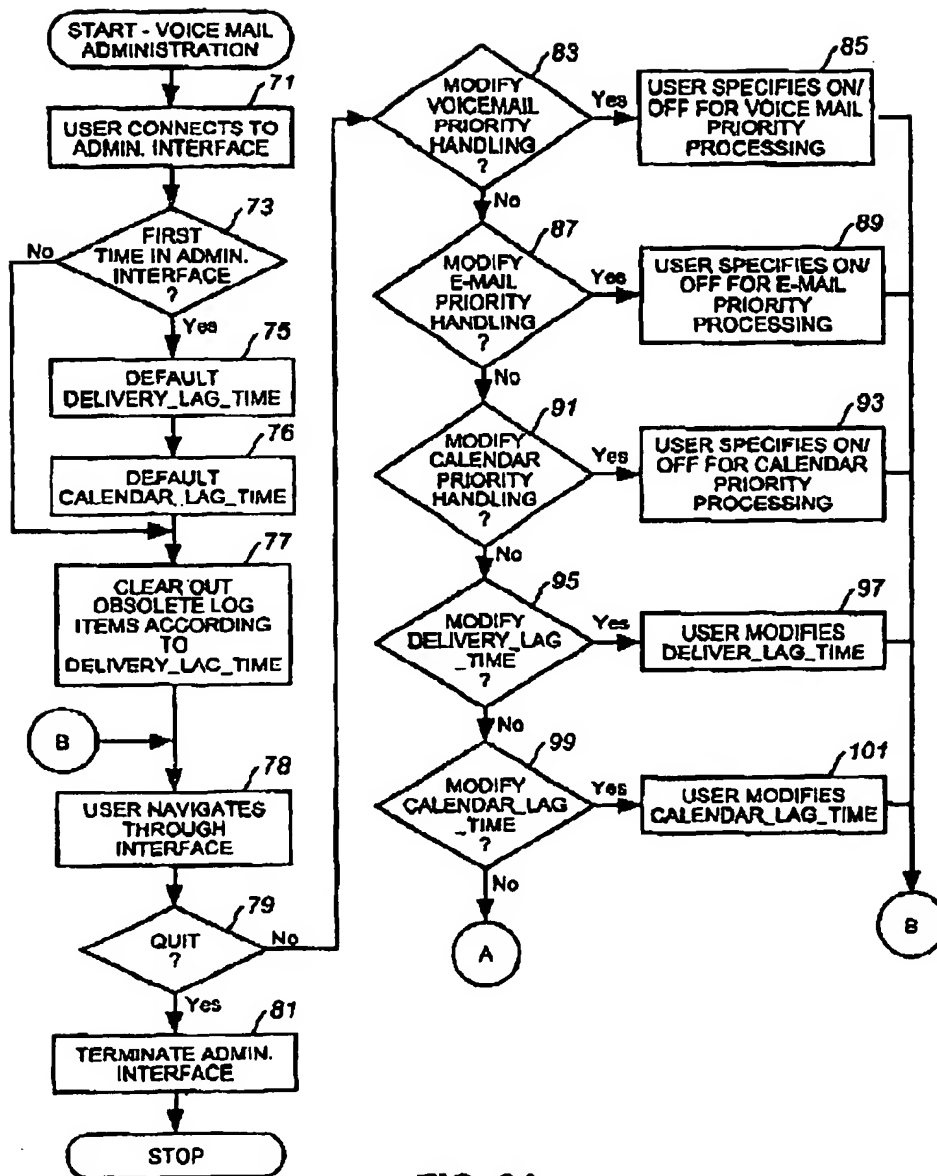 START - VOICE MAIL
ADMINISTRATION
71
USER CONNECTS TO
ADMIN. INTERFACE
73
FIRST
TIME IN ADMIN.
INTERFACE
?
No
Yes
75
DEFAULT
DELIVERY_LAG_TIME
76
DEFAULT
CALENDAR_LAG_TIME
77
CLEAR OUT
OBSOLETE LOG
ITEMS ACCORDING
TO
DELIVERY_LAG_TIME
B
78
USER NAVIGATES
THROUGH
INTERFACE
79
QUIT
?
No
Yes
81
TERMINATE ADMIN.
INTERFACE
STOP
83
MODIFY
VOICEMAIL
PRIORITY
HANDLING
?
Yes
No
85
USER SPECIFIES ON/
OFF FOR VOICE MAIL
PRIORITY
PROCESSING
87
MODIFY
E-MAIL
PRIORITY
HANDLING
?
Yes
No
89
USER SPECIFIES ON/
OFF FOR E-MAIL
PRIORITY
PROCESSING
91
MODIFY
CALENDAR
PRIORITY
HANDLING
?
Yes
No
93
USER SPECIFIES ON/
OFF FOR CALENDAR
PRIORITY
PROCESSING
95
MODIFY
DELIVERY_LAG
_TIME
?
Yes
No
97
USER MODIFIES
DELIVER_LAG_TIME
99
MODIFY
CALENDAR_LAG
_TIME
?
Yes
No
101
USER MODIFIES
CALENDAR_LAG_TIME
A
B